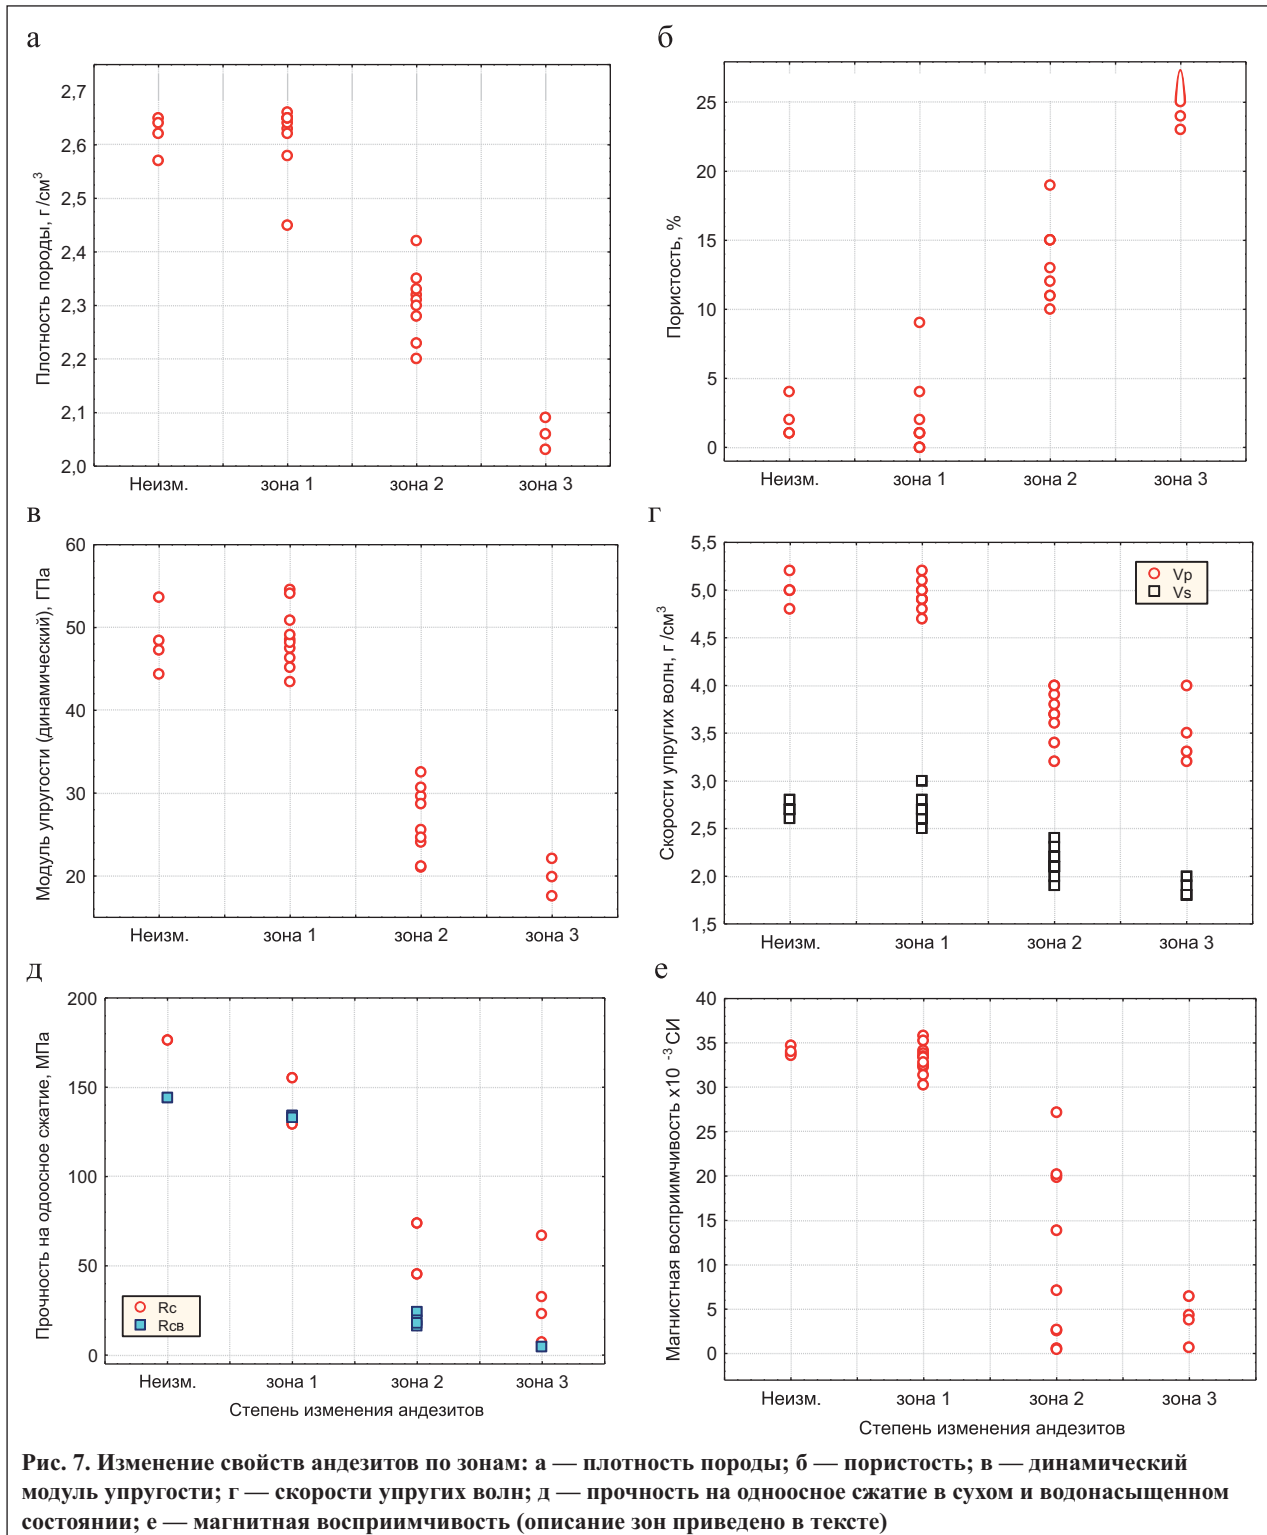 а
2,7
2,6
2,5
2,4
2,3
2,2
2,1
2,0
Плотность породы, г /см³
Неизм.
зона 1
зона 2
зона 3
б
25
20
15
10
5
0
Пористость, %
Неизм.
зона 1
зона 2
зона 3
в
60
50
40
30
20
Модуль упругости (динамический), ГПа
Неизм.
зона 1
зона 2
зона 3
г
5,5
5,0
4,5
4,0
3,5
3,0
2,5
2,0
1,5
Скорости упругих волн, г /см³
Vp
Vs
Неизм.
зона 1
зона 2
зона 3
д
200
150
100
50
0
Прочность на одоосное сжатие, МПа
Rc
Rсв
Неизм.
зона 1
зона 2
зона 3
Степень изменения андезитов
е
40
35
30
25
20
15
10
5
0
Магнистная восприимчивость х10 ⁻³ СИ
Неизм.
зона 1
зона 2
зона 3
Степень изменения андезитов
Рис. 7. Изменение свойств андезитов по зонам: а — плотность породы; б — пористость; в — динамический
модуль упругости; г — скорости упругих волн; д — прочность на одноосное сжатие в сухом и водонасыщенном
состоянии; е — магнитная восприимчивость (описание зон приведено в тексте)